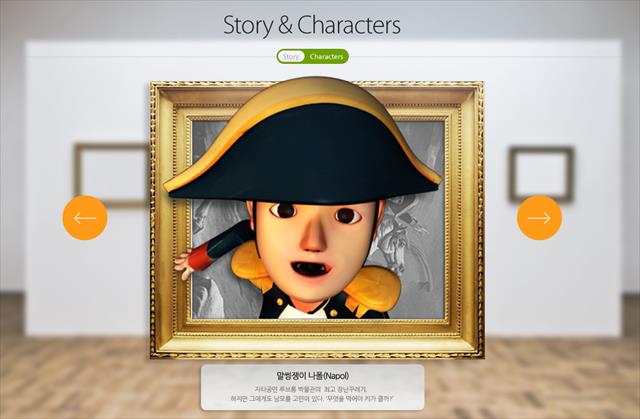 Story & Characters
Story
Characters
말썽쟁이 나폴(Napol)
자타공인 루브롬 박물관의 최고 장난꾸러기.
하지만 그에게도 남모를 고민이 있다. '무엇을 먹어야 키가 클까?'